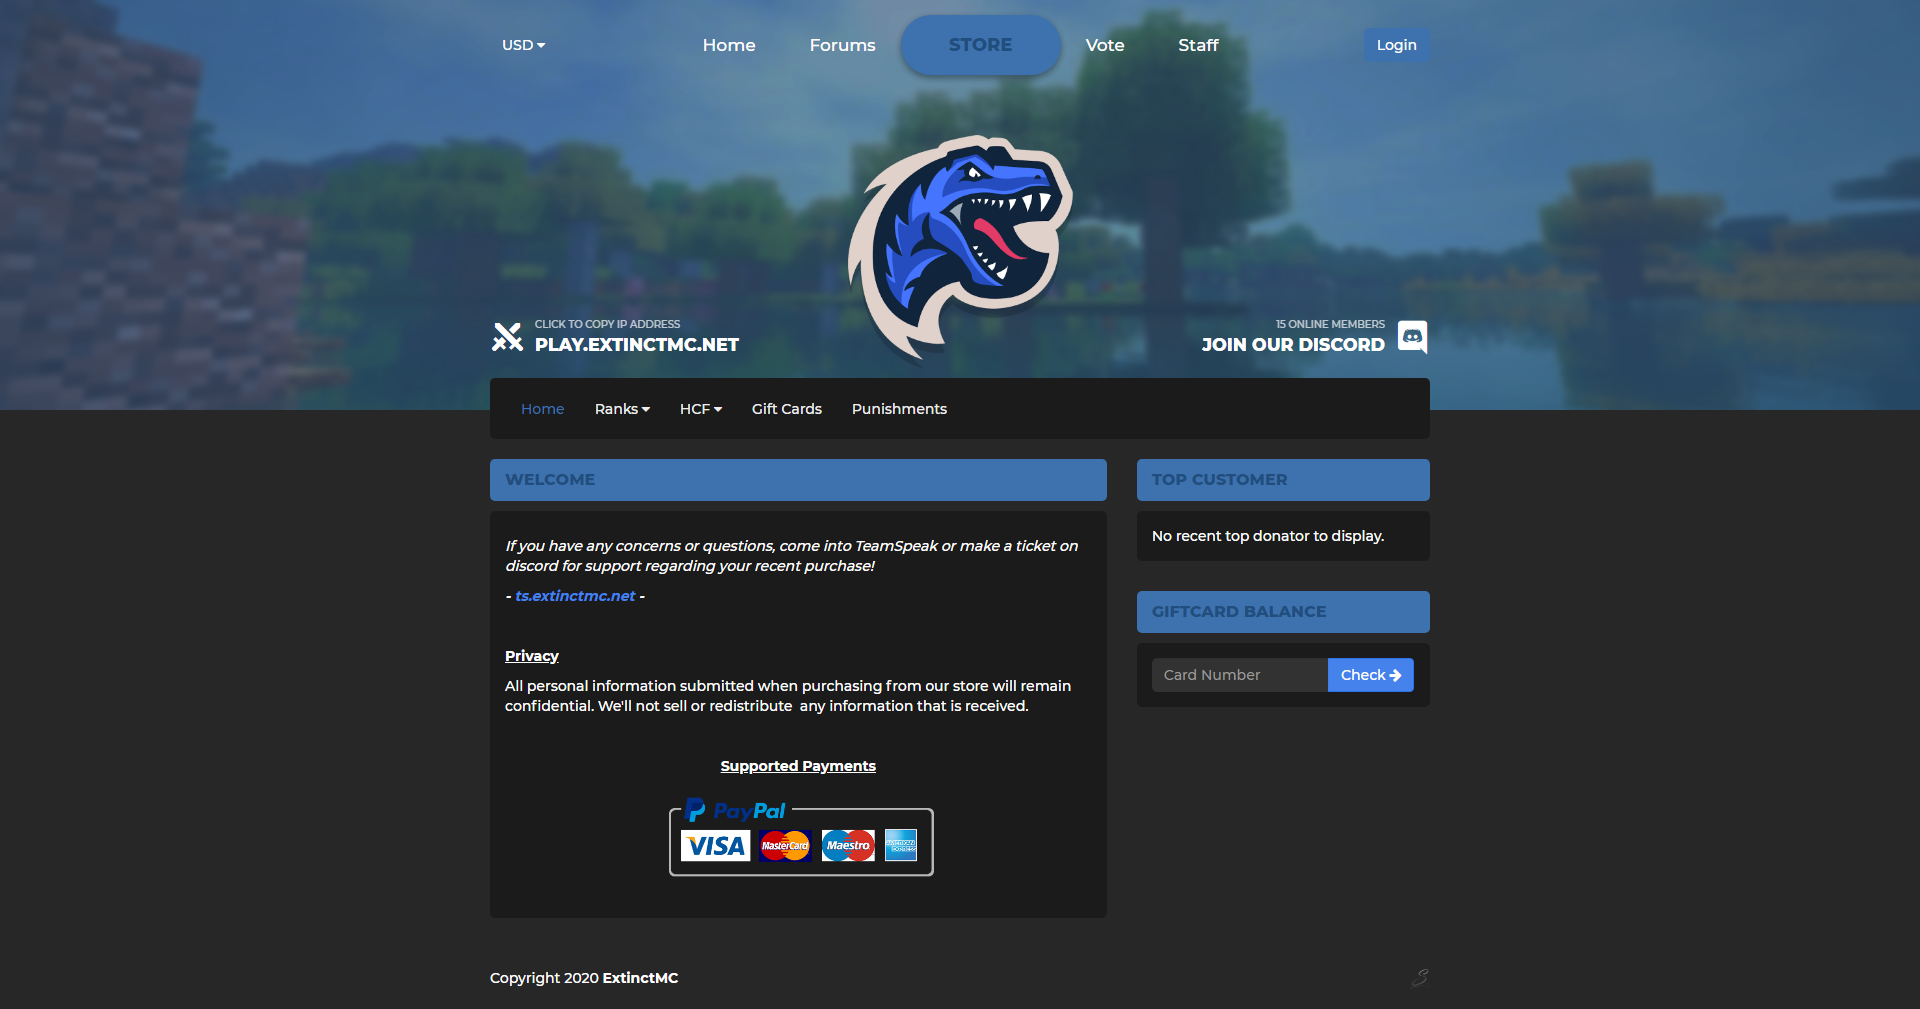 USD
Home
Forums
STORE
Vote
Staff
Login
CLICK TO COPY IP ADDRESS
PLAY.EXTINCTMC.NET
15 ONLINE MEMBERS
JOIN OUR DISCORD
Home
Ranks
HCF
Gift Cards
Punishments
WELCOME
If you have any concerns or questions, come into TeamSpeak or make a ticket on
discord for support regarding your recent purchase!
- ts.extinctmc.net -
Privacy
All personal information submitted when purchasing from our store will remain
confidential. We'll not sell or redistribute  any information that is received.
Supported Payments
PayPal
VISA
MasterCard
Maestro
AMERICAN
EXPRESS
TOP CUSTOMER
No recent top donator to display.
GIFTCARD BALANCE
Card Number
Check
Copyright 2020 ExtinctMC